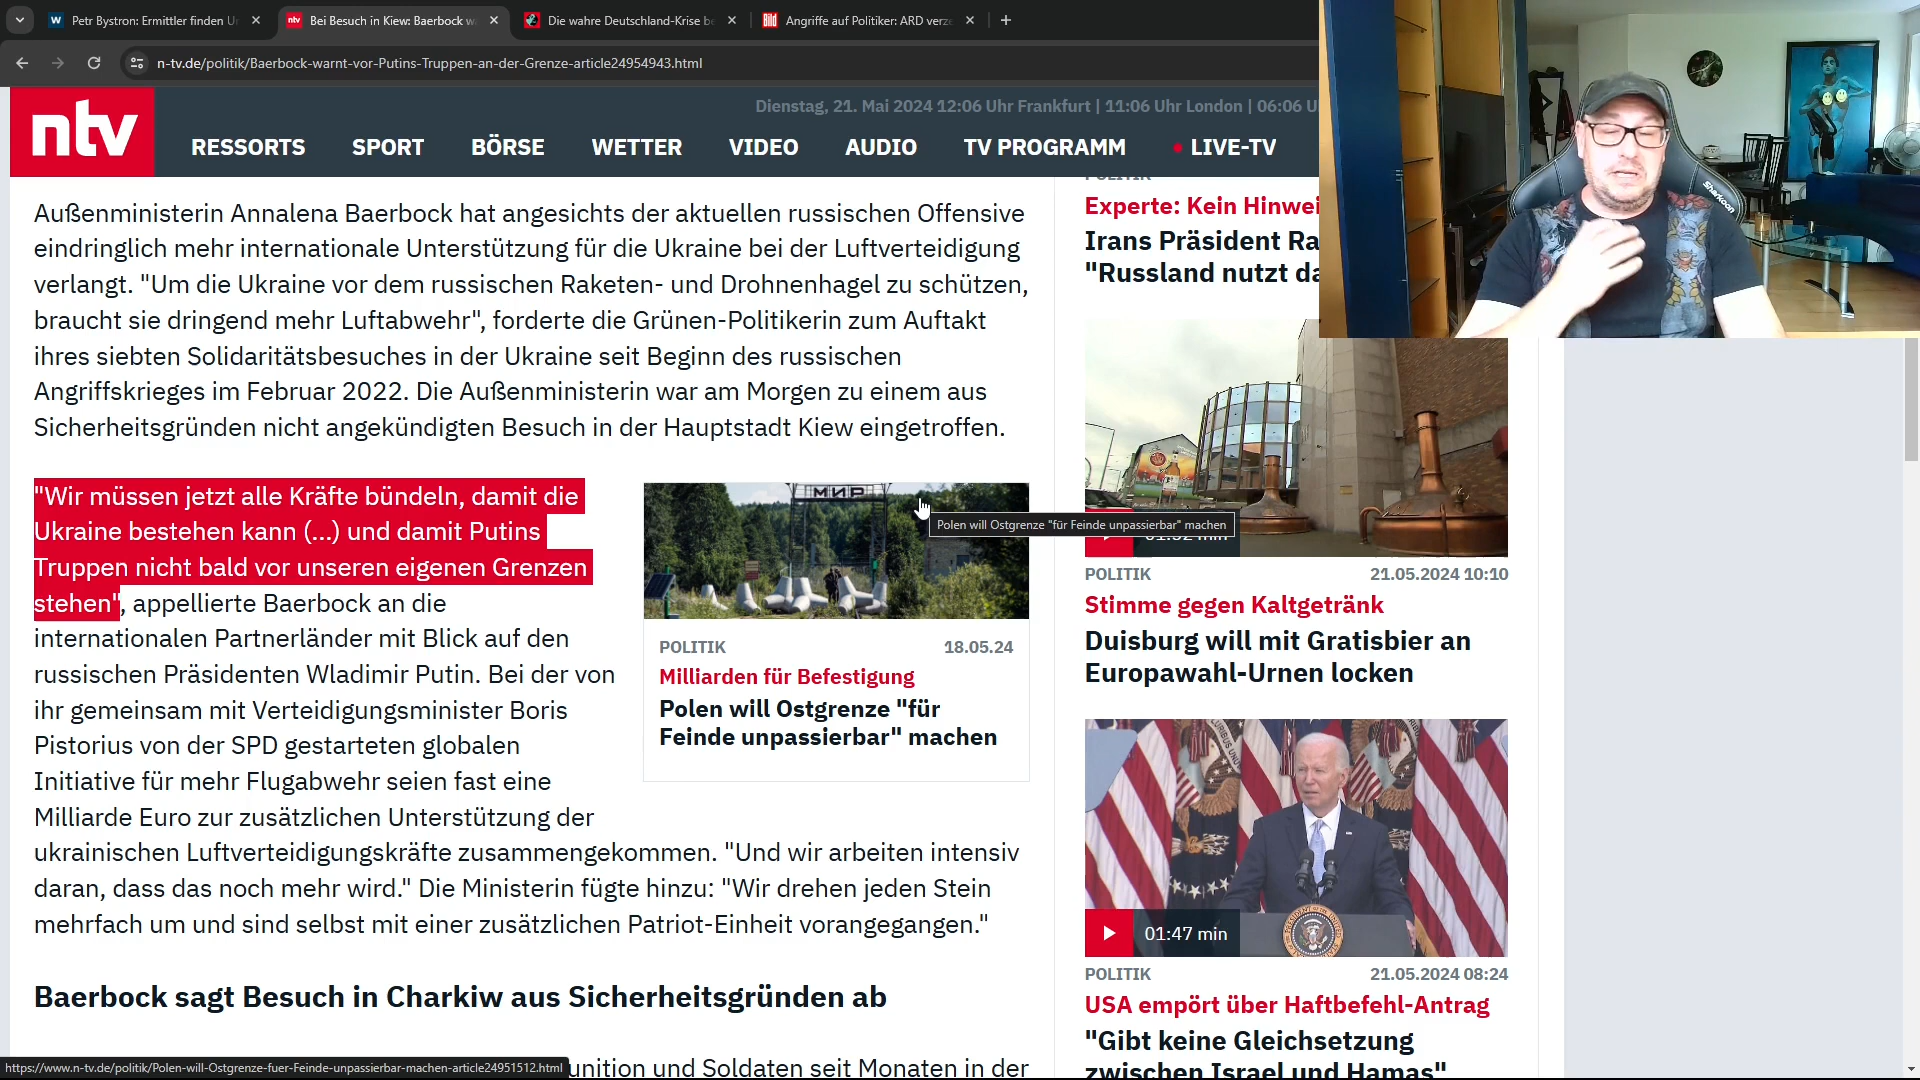 Petr Bystron: Ermittler finden U
Bei Besuch in Kiew: Baerbock w
Die wahre Deutschland-Krise be
Angriffe auf Politiker: ARD verze
n-tv.de/politik/Baerbock-warnt-vor-Putins-Truppen-an-der-Grenze-article24954943.html
ntv
Dienstag, 21. Mai 2024 12:06 Uhr Frankfurt | 11:06 Uhr London | 06:06 U
RESSORTS SPORT BÖRSE WETTER VIDEO AUDIO TV PROGRAMM LIVE-TV
Außenministerin Annalena Baerbock hat angesichts der aktuellen russischen Offensive
eindringlich mehr internationale Unterstützung für die Ukraine bei der Luftverteidigung
verlangt. "Um die Ukraine vor dem russischen Raketen- und Drohnenhagel zu schützen,
braucht sie dringend mehr Luftabwehr", forderte die Grünen-Politikerin zum Auftakt
ihres siebten Solidaritätsbesuches in der Ukraine seit Beginn des russischen
Angriffskrieges im Februar 2022. Die Außenministerin war am Morgen zu einem aus
Sicherheitsgründen nicht angekündigten Besuch in der Hauptstadt Kiew eingetroffen.
"Wir müssen jetzt alle Kräfte bündeln, damit die
Ukraine bestehen kann (...) und damit Putins
Truppen nicht bald vor unseren eigenen Grenzen
stehen", appellierte Baerbock an die
internationalen Partnerländer mit Blick auf den
russischen Präsidenten Wladimir Putin. Bei der von
ihr gemeinsam mit Verteidigungsminister Boris
Pistorius von der SPD gestarteten globalen
Initiative für mehr Flugabwehr seien fast eine
Milliarde Euro zur zusätzlichen Unterstützung der
ukrainischen Luftverteidigungskräfte zusammengekommen. "Und wir arbeiten intensiv
daran, dass das noch mehr wird." Die Ministerin fügte hinzu: "Wir drehen jeden Stein
mehrfach um und sind selbst mit einer zusätzlichen Patriot-Einheit vorangegangen."
Baerbock sagt Besuch in Charkiw aus Sicherheitsgründen ab
unition und Soldaten seit Monaten in der
https://www.n-tv.de/politik/Polen-will-Ostgrenze-fuer-Feinde-unpassierbar-machen-article24951512.html
МИР
Polen will Ostgrenze "für Feinde unpassierbar" machen
POLITIK 18.05.24
Milliarden für Befestigung
Polen will Ostgrenze "für
Feinde unpassierbar" machen
POLITIK
Experte: Kein Hinwei
Irans Präsident Ra
"Russland nutzt da
01:32 min
POLITIK 21.05.2024 10:10
Stimme gegen Kaltgetränk
Duisburg will mit Gratisbier an
Europawahl-Urnen locken
01:47 min
POLITIK 21.05.2024 08:24
USA empört über Haftbefehl-Antrag
"Gibt keine Gleichsetzung
zwischen Israel und Hamas"
Sharkoon